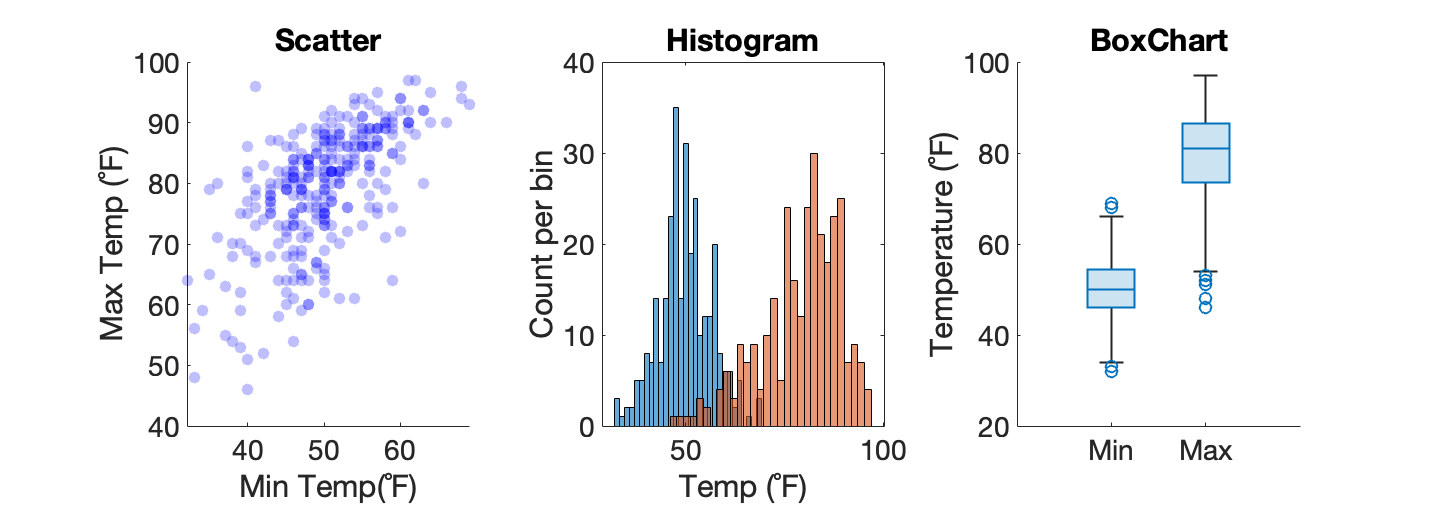 Scatter
100
90
80
70
60
50
40
40 50 60
Max Temp (°F)
Min Temp(°F)
Histogram
40
30
20
10
0
50 100
Count per bin
Temp (°F)
BoxChart
100
80
60
40
20
Min Max
Temperature (°F)